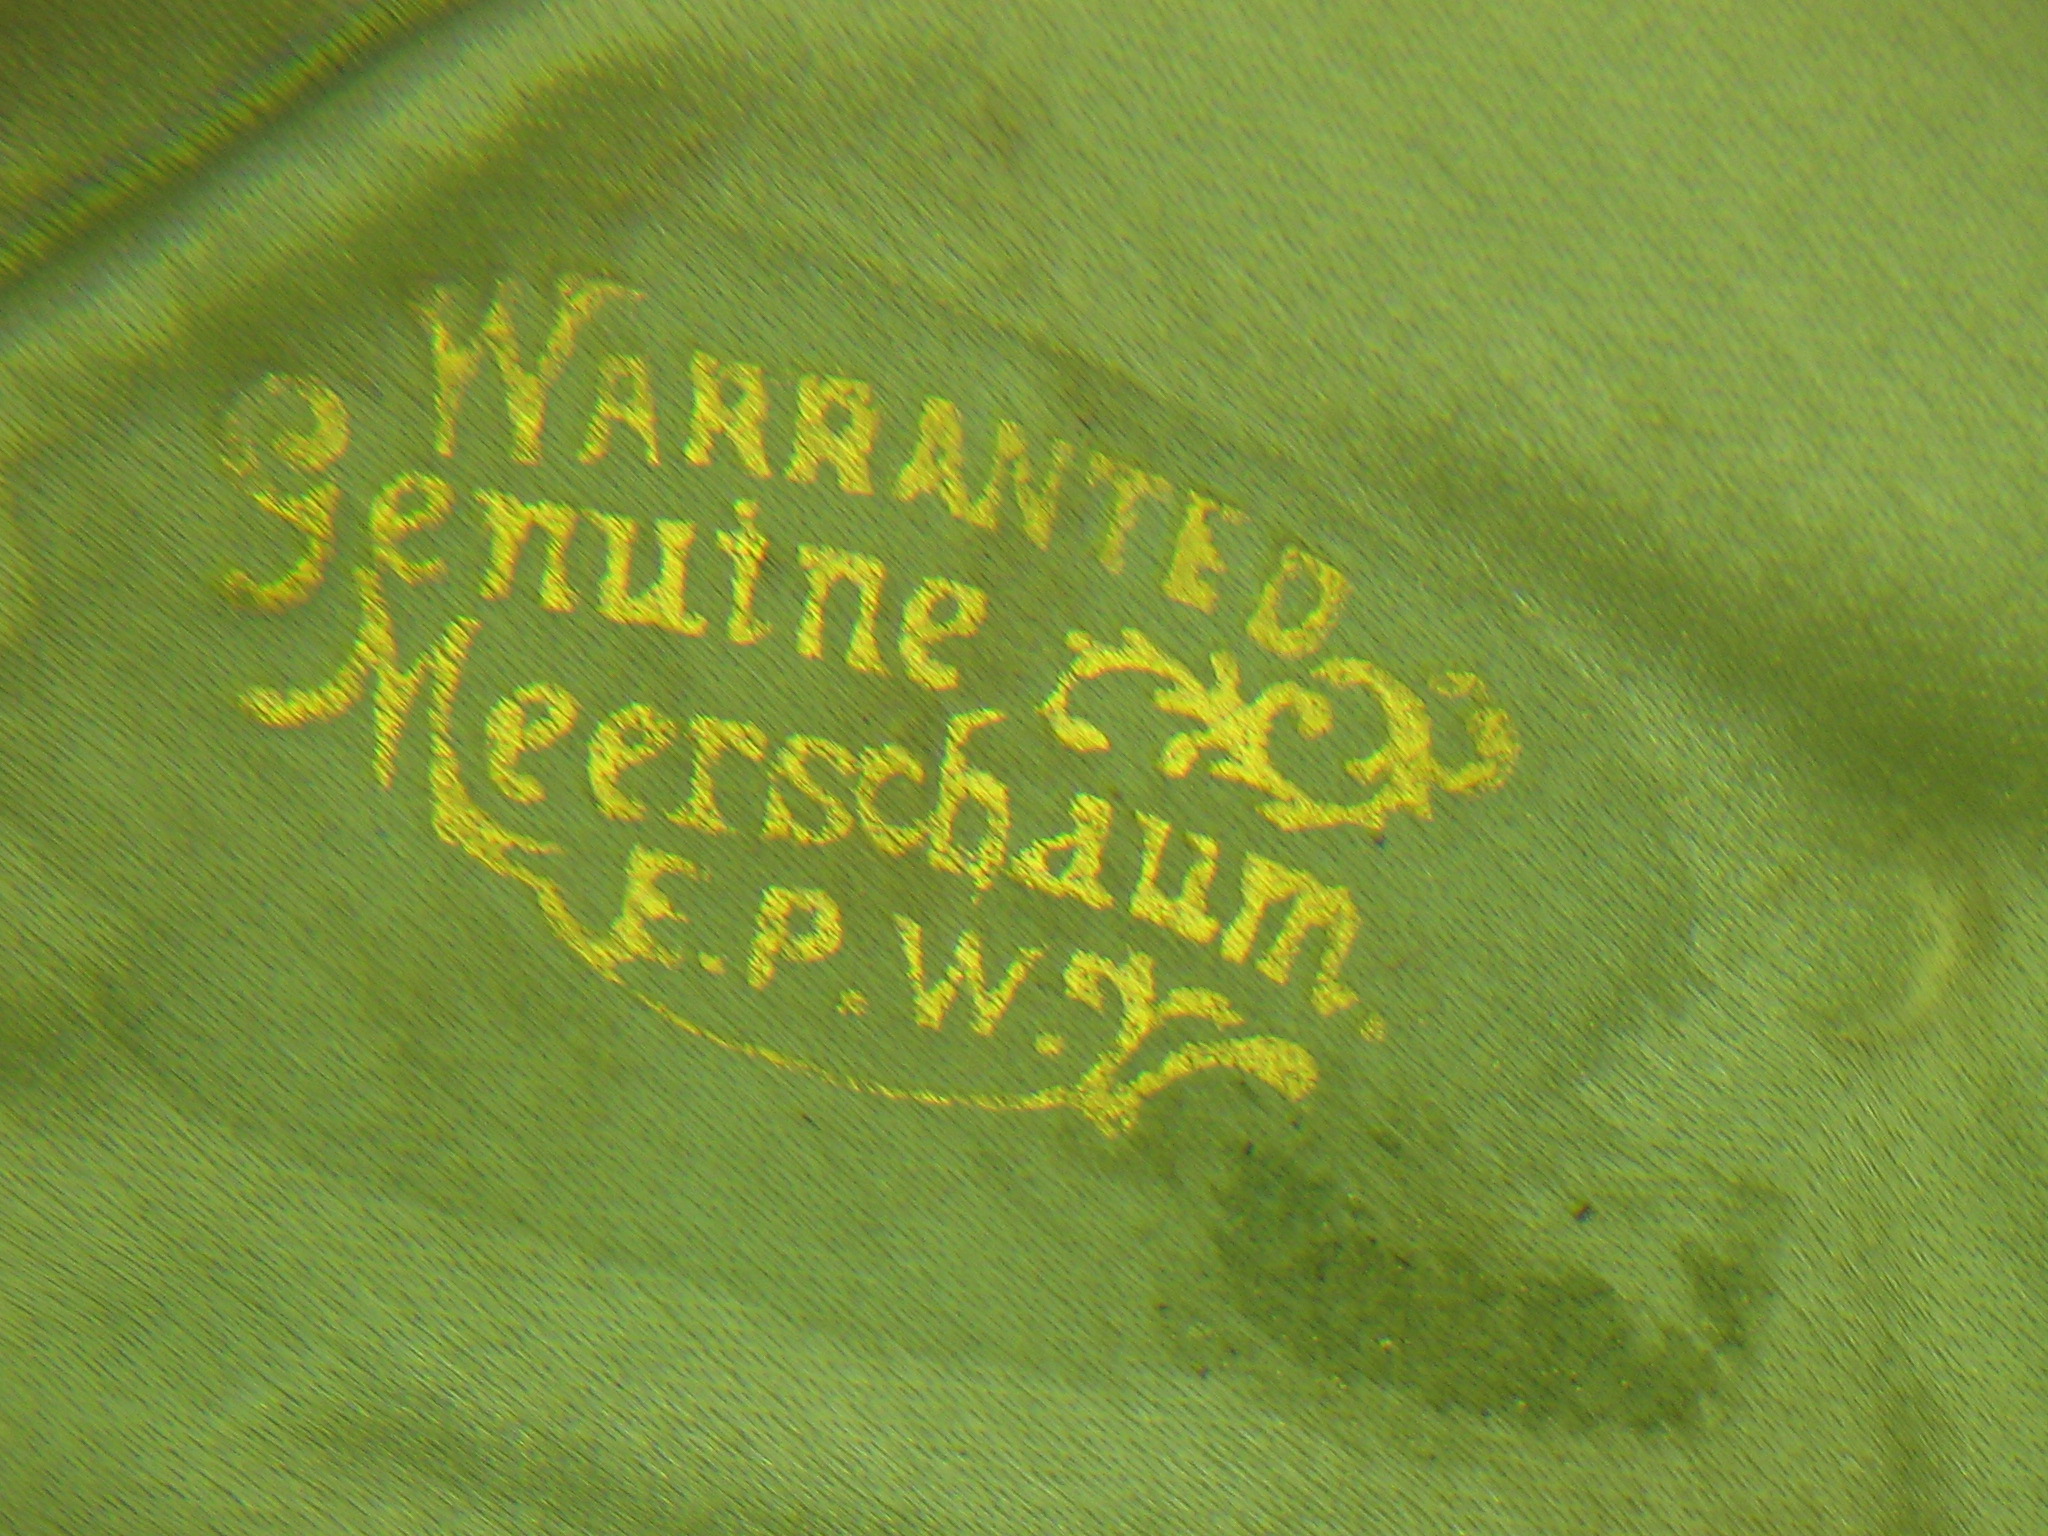 WARRANTED
Genuine
Meerschaum.
E.P.W.